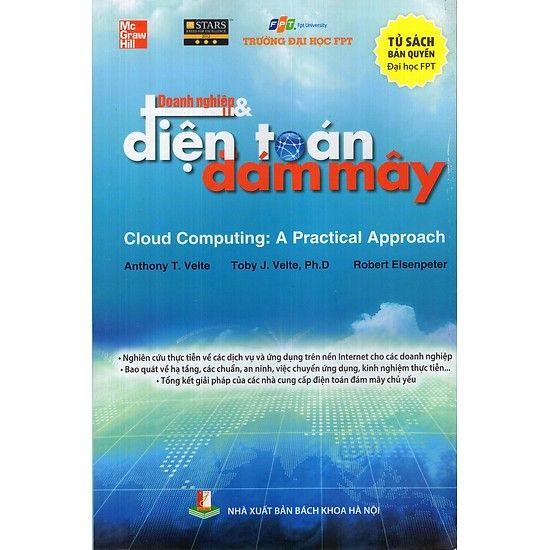 Mc
Graw
Hill
STARS
FPT Fpt University
TRƯỜNG ĐẠI HỌC FPT
TỦ SÁCH
BẢN QUYỀN
Đại học FPT
Doanh nghiệp
&
điện toán
đám mây
Cloud Computing: A Practical Approach
Anthony T. Velte Toby J. Velte, Ph.D Robert Elsenpeter
• Nghiên cứu thực tiễn về các dịch vụ và ứng dụng trên nền Internet cho các doanh nghiệp
• Bao quát về hạ tầng, các chuẩn, an ninh, việc chuyển ứng dụng, kinh nghiệm thực tiễn...
• Tổng kết giải pháp của các nhà cung cấp điện toán đám mây chủ yếu
NHÀ XUẤT BẢN BÁCH KHOA HÀ NỘI